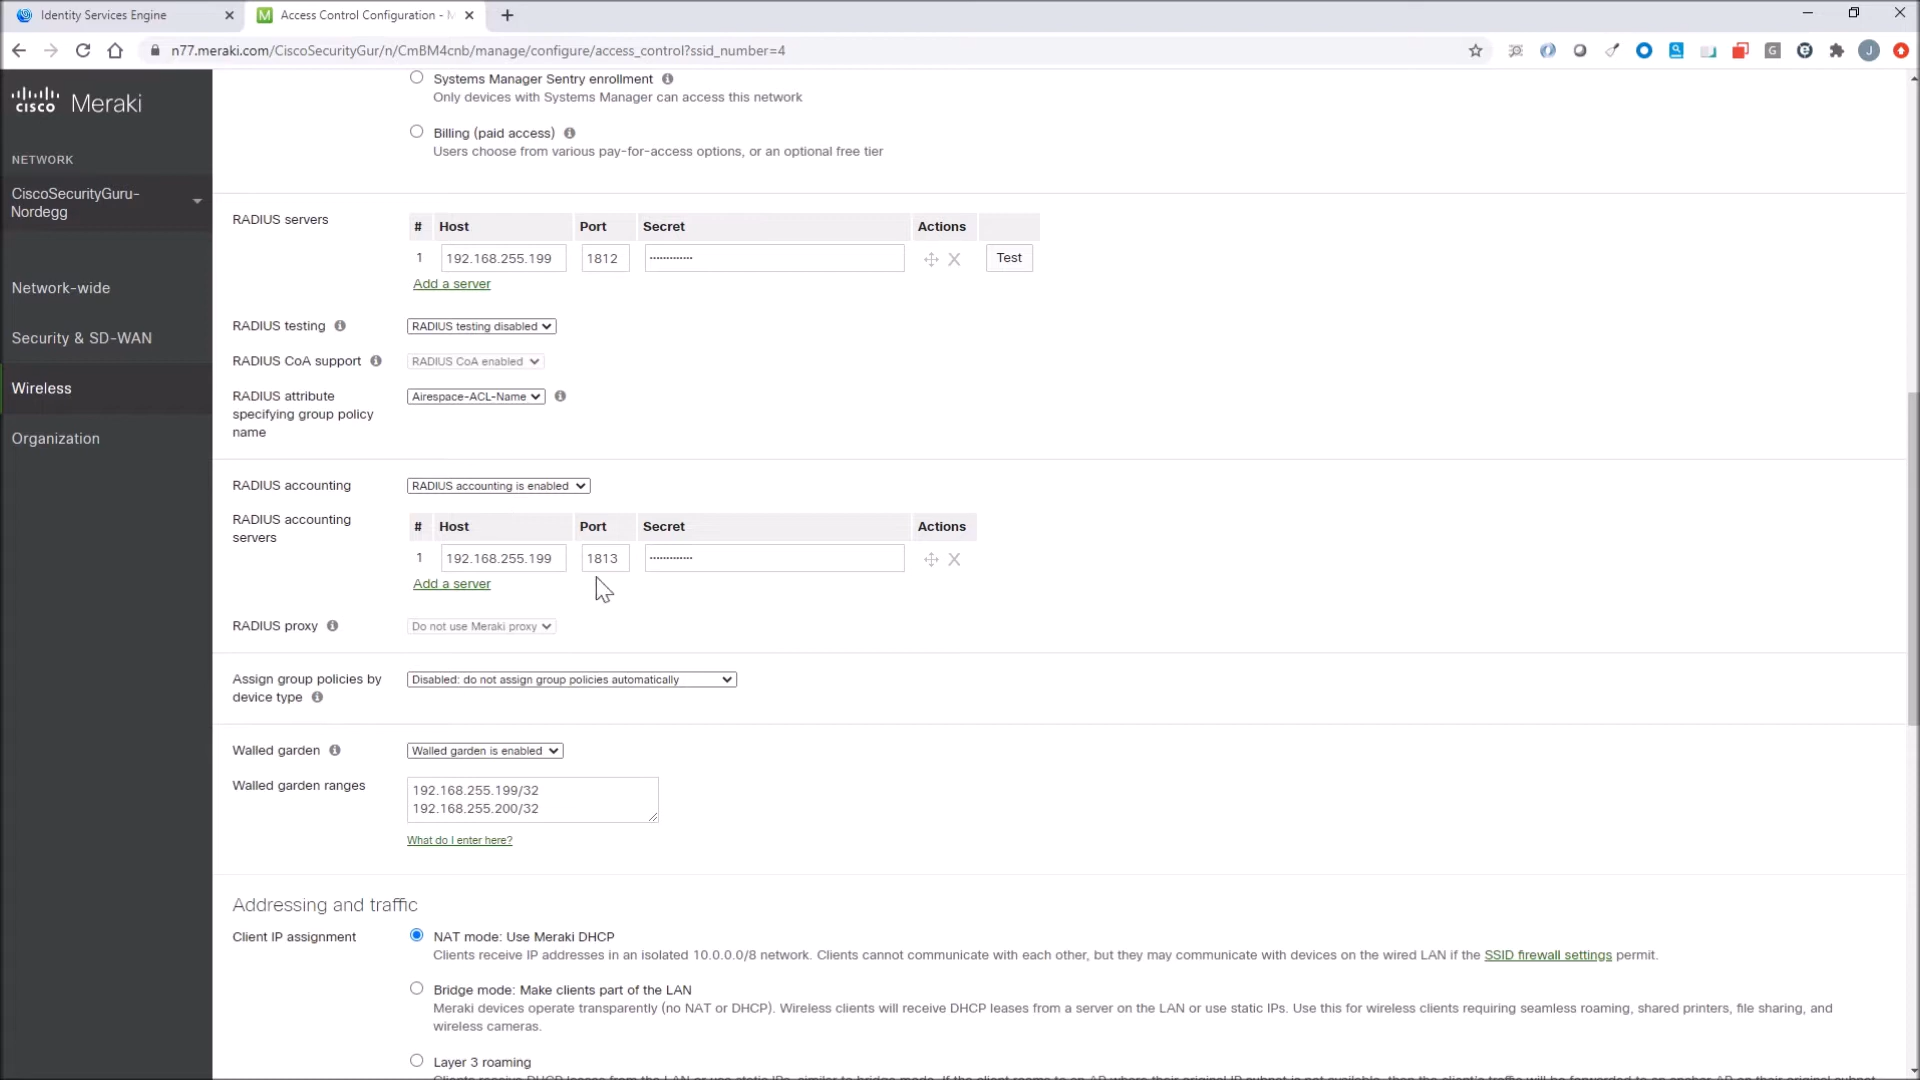 Identity Services Engine
Access Control Configuration - M
n77.meraki.com/CiscoSecurityGur/n/CmBM4cnb/manage/configure/access_control?ssid_number=4
J
cisco Meraki
NETWORK
CiscoSecurityGuru-
Nordegg
Network-wide
Security & SD-WAN
Wireless
Organization
Systems Manager Sentry enrollment
Only devices with Systems Manager can access this network
Billing (paid access)
Users choose from various pay-for-access options, or an optional free tier
RADIUS servers
# Host Port Secret Actions
1 192.168.255.199 1812 ············· X Test
Add a server
RADIUS testing RADIUS testing disabled
RADIUS CoA support RADIUS CoA enabled
RADIUS attribute
specifying group policy
name
Airespace-ACL-Name
RADIUS accounting RADIUS accounting is enabled
RADIUS accounting
servers
# Host Port Secret Actions
1 192.168.255.199 1813 ············· X
Add a server
RADIUS proxy Do not use Meraki proxy
Assign group policies by
device type
Disabled: do not assign group policies automatically
Walled garden Walled garden is enabled
Walled garden ranges
192.168.255.199/32
192.168.255.200/32
What do I enter here?
Addressing and traffic
Client IP assignment
NAT mode: Use Meraki DHCP
Clients receive IP addresses in an isolated 10.0.0.0/8 network. Clients cannot communicate with each other, but they may communicate with devices on the wired LAN if the SSID firewall settings permit.
Bridge mode: Make clients part of the LAN
Meraki devices operate transparently (no NAT or DHCP). Wireless clients will receive DHCP leases from a server on the LAN or use static IPs. Use this for wireless clients requiring seamless roaming, shared printers, file sharing, and
wireless cameras.
Layer 3 roaming